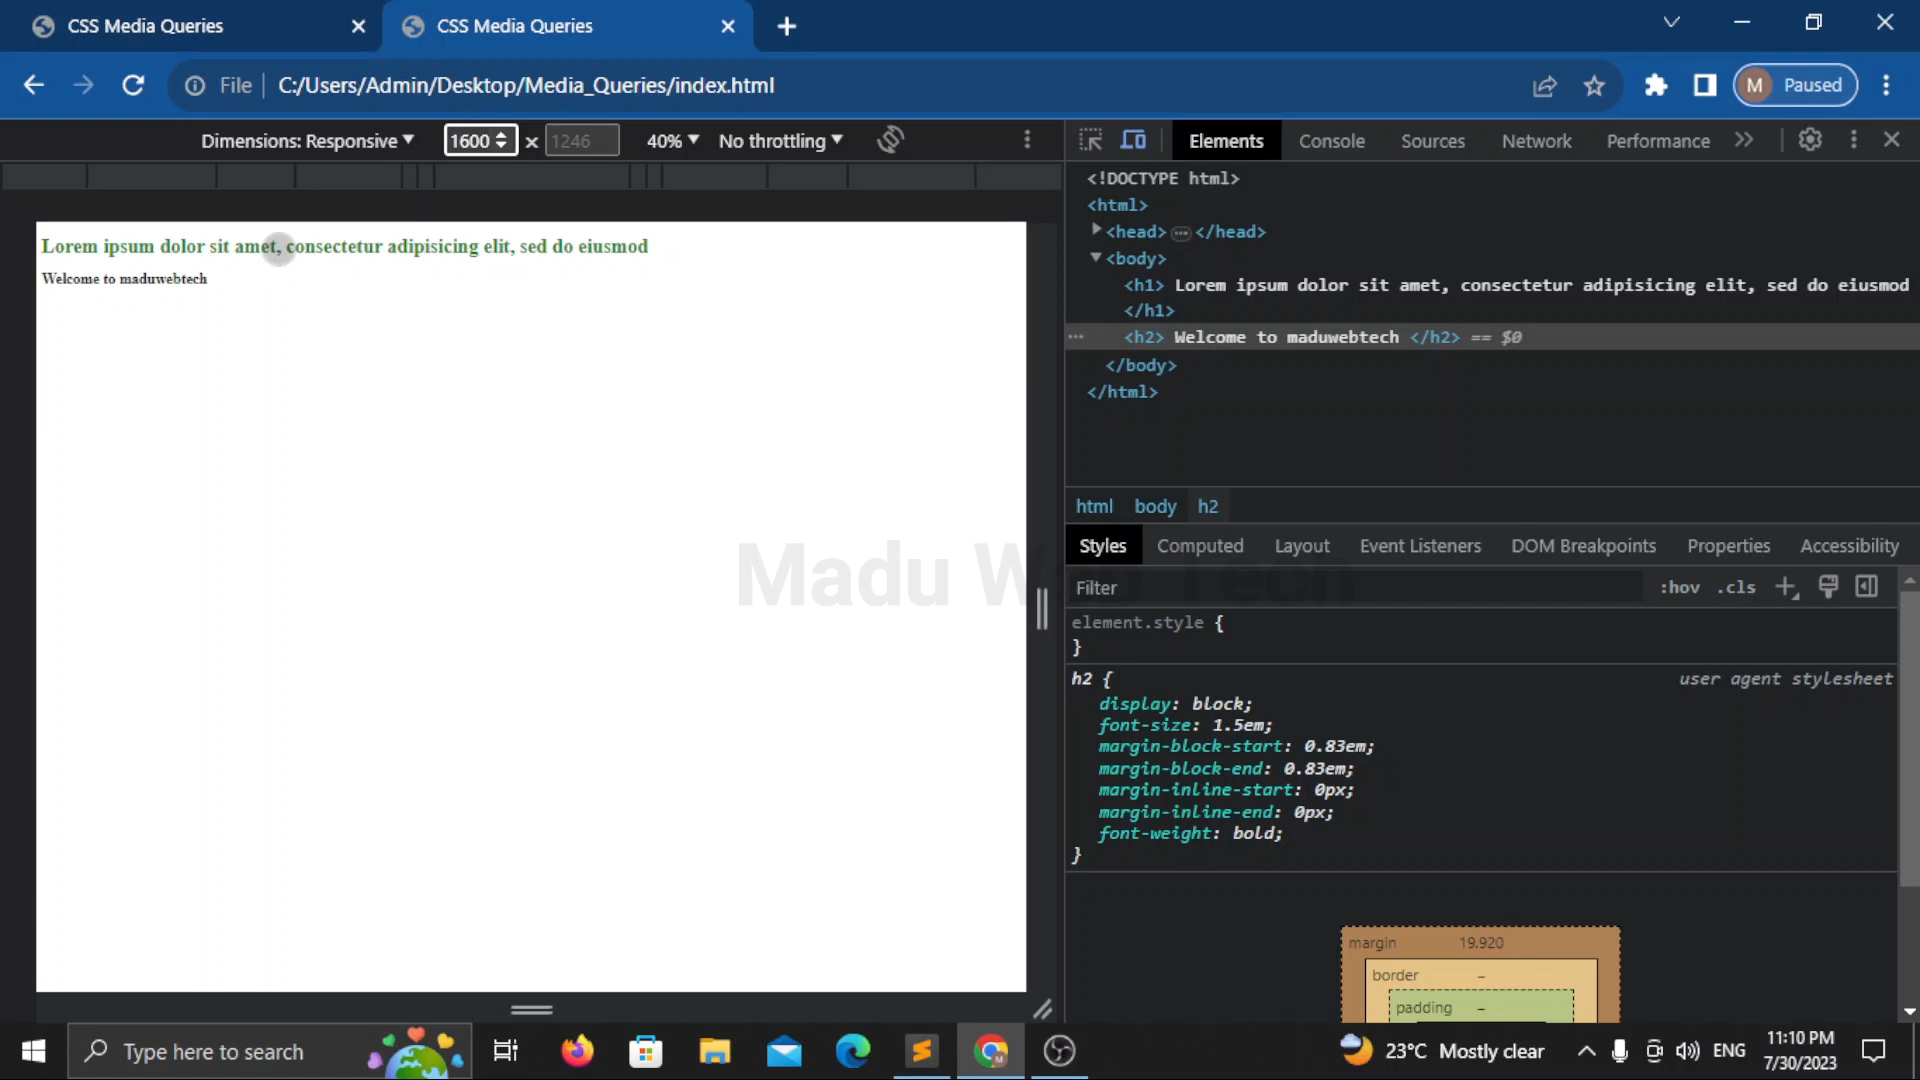 CSS Media Queries
CSS Media Queries
File
C:/Users/Admin/Desktop/Media_Queries/index.html
M Paused
Dimensions: Responsive
1600 × 1246
40%
No throttling
Elements Console Sources Network Performance
<!DOCTYPE html>
<html>
<head> … </head>
<body>
<h1> Lorem ipsum dolor sit amet, consectetur adipisicing elit, sed do eiusmod
</h1>
<h2> Welcome to maduwebtech </h2> == $0
</body>
</html>
Lorem ipsum dolor sit amet, consectetur adipisicing elit, sed do eiusmod
Welcome to maduwebtech
html body h2
Styles Computed Layout Event Listeners DOM Breakpoints Properties Accessibility
Madu Web Tech
Filter
:hov .cls
element.style {
}
h2 { user agent stylesheet
display: block;
font-size: 1.5em;
margin-block-start: 0.83em;
margin-block-end: 0.83em;
margin-inline-start: 0px;
margin-inline-end: 0px;
font-weight: bold;
}
margin 19.920
border –
padding –
Type here to search
23°C Mostly clear
ENG
11:10 PM
7/30/2023